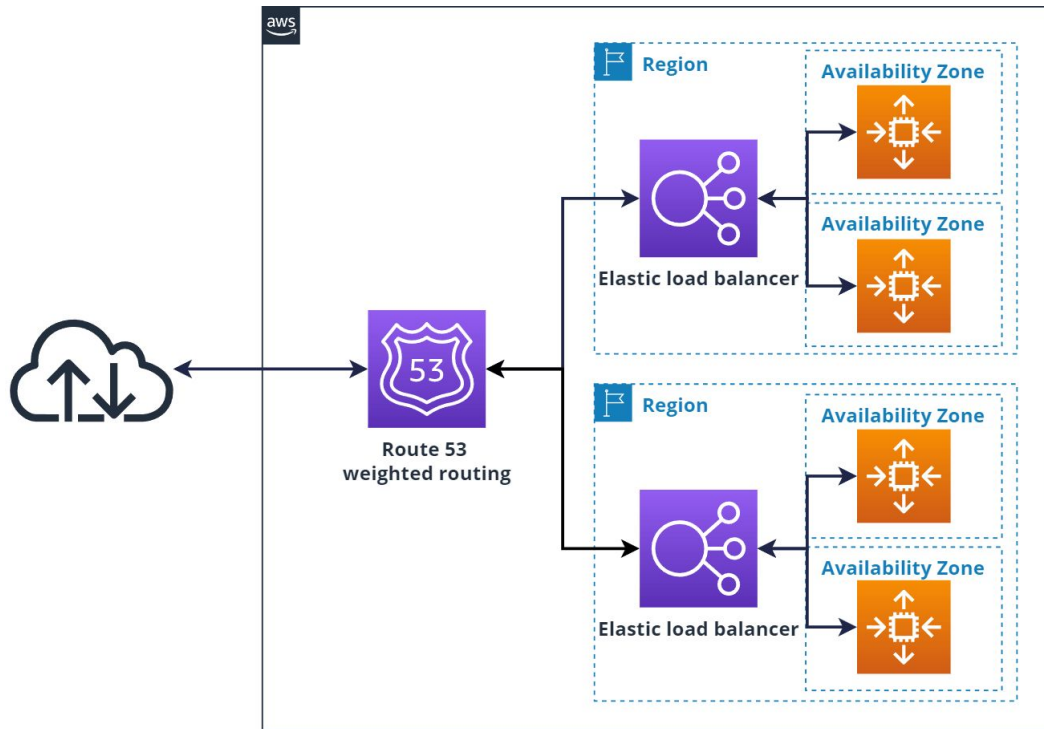 aws
Region
Availability Zone
Elastic load balancer
Availability Zone
53
Route 53
weighted routing
Region
Availability Zone
Elastic load balancer
Availability Zone